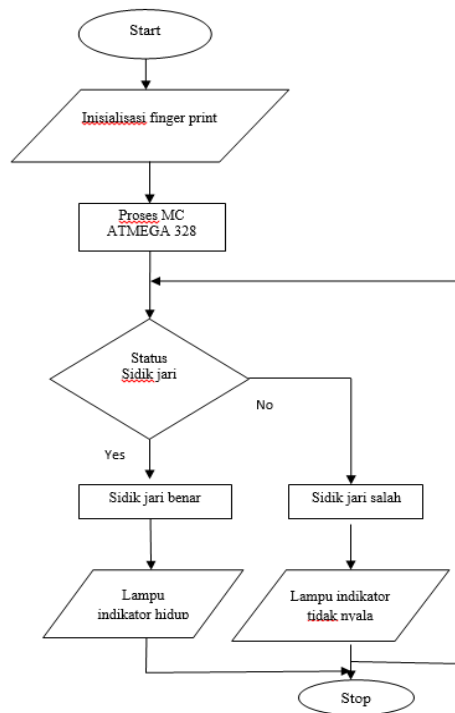 Start
Inisialisasi finger print
Proses MC
ATMEGA 328
Status
Sidik jari
No
Yes
Sidik jari benar
Sidik jari salah
Lampu
indikator hidup
Lampu indikator
tidak nyala
Stop